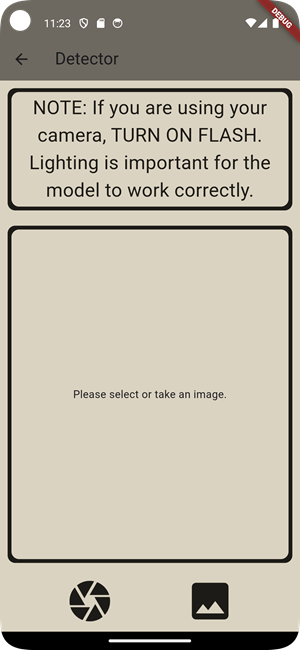 11:23
DEBUG
Detector
NOTE: If you are using your
camera, TURN ON FLASH.
Lighting is important for the
model to work correctly.
Please select or take an image.